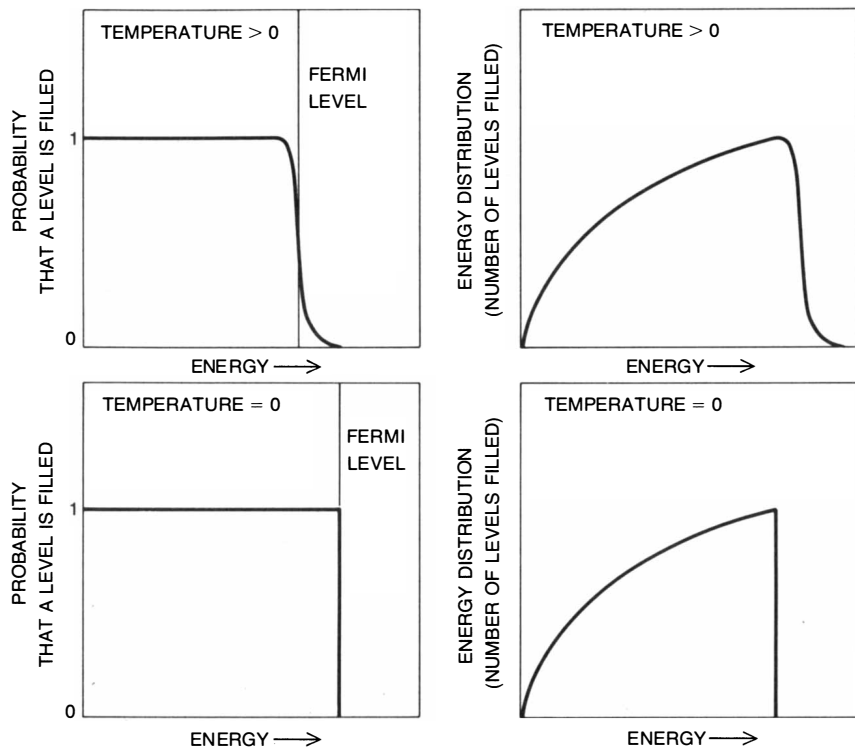 TEMPERATURE > 0
FERMI
LEVEL
PROBABILITY
THAT A LEVEL IS FILLED
1
0
ENERGY →
TEMPERATURE > 0
ENERGY DISTRIBUTION
(NUMBER OF LEVELS FILLED)
ENERGY →
TEMPERATURE = 0
FERMI
LEVEL
PROBABILITY
THAT A LEVEL IS FILLED
1
0
ENERGY →
TEMPERATURE = 0
ENERGY DISTRIBUTION
(NUMBER OF LEVELS FILLED)
ENERGY →